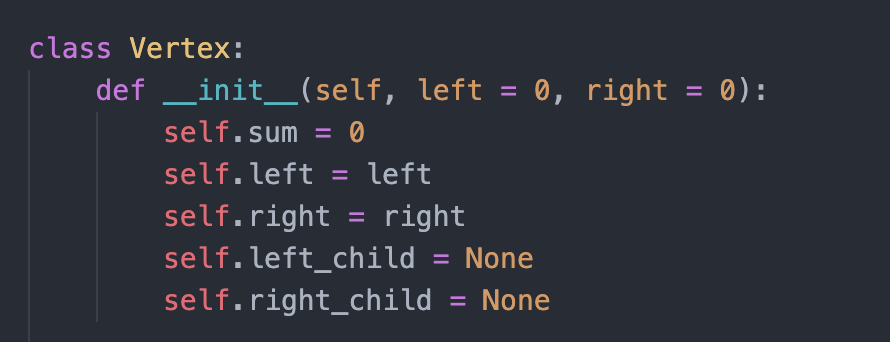 class Vertex:
    def __init__(self, left = 0, right = 0):
        self.sum = 0
        self.left = left
        self.right = right
        self.left_child = None
        self.right_child = None